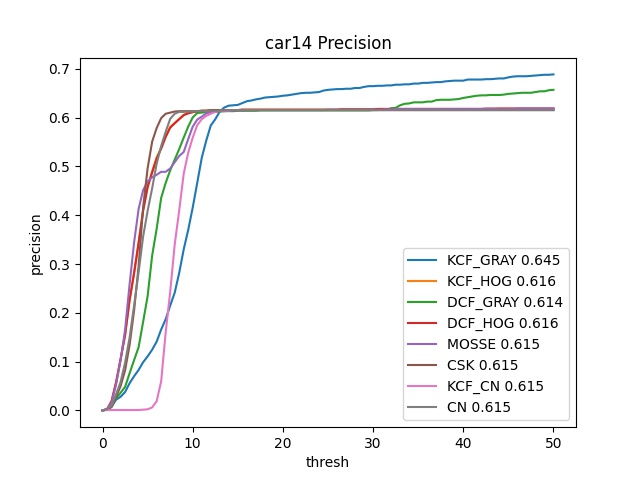 car14 Precision
0.7
0.6
0.5
0.4
0.3
0.2
0.1
0.0
precision
KCF_GRAY 0.645
KCF_HOG 0.616
DCF_GRAY 0.614
DCF_HOG 0.616
MOSSE 0.615
CSK 0.615
KCF_CN 0.615
CN 0.615
0 10 20 30 40 50
thresh